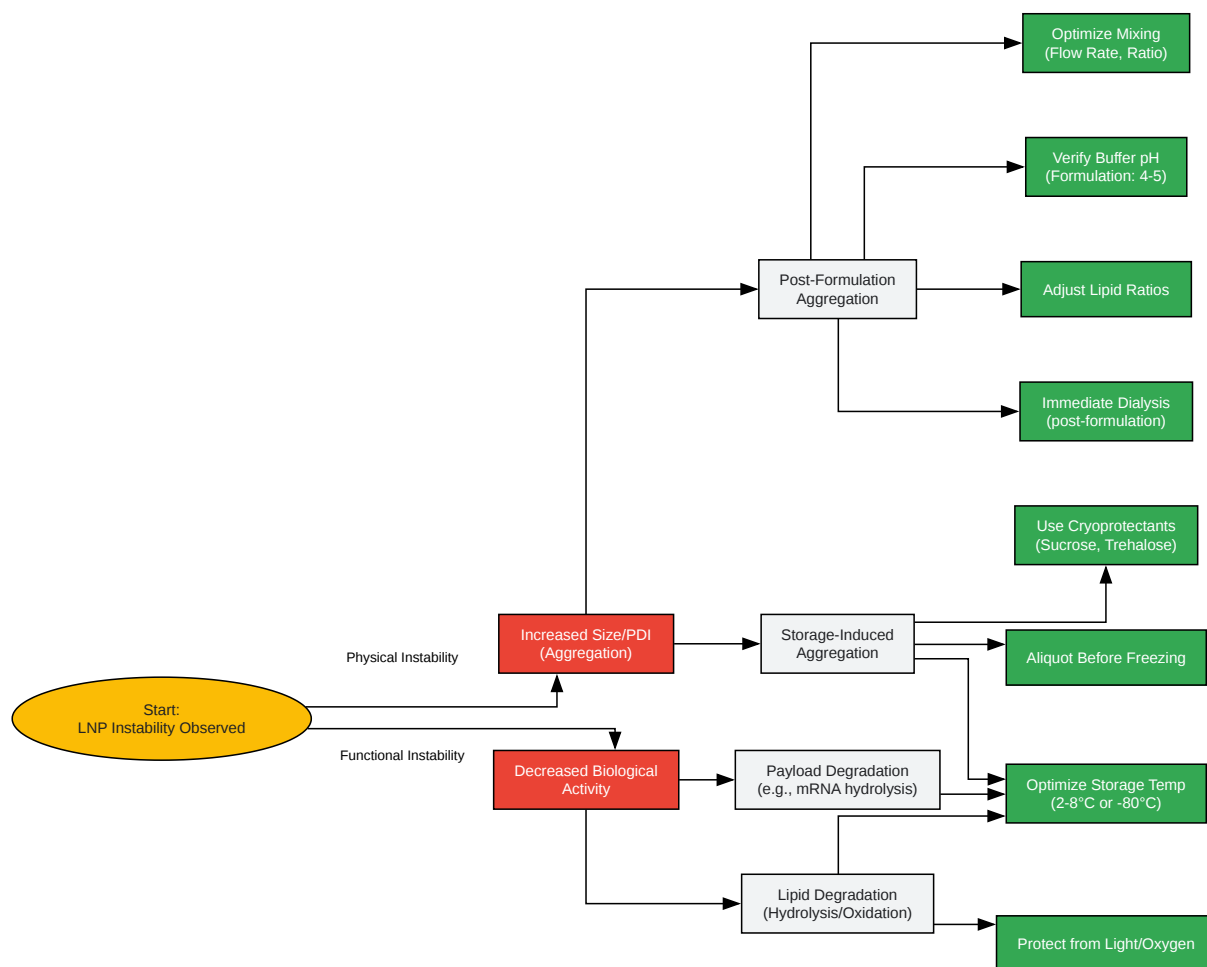 Optimize Mixing
(Flow Rate, Ratio)
Verify Buffer pH
(Formulation: 4-5)
Post-Formulation
Aggregation
Adjust Lipid Ratios
Immediate Dialysis
(post-formulation)
Use Cryoprotectants
(Sucrose, Trehalose)
Increased Size/PDI
(Aggregation)
Storage-Induced
Aggregation
Aliquot Before Freezing
Physical Instability
Start:
LNP Instability Observed
Functional Instability
Decreased Biological
Activity
Payload Degradation
(e.g., mRNA hydrolysis)
Optimize Storage Temp
(2-8°C or -80°C)
Lipid Degradation
(Hydrolysis/Oxidation)
Protect from Light/Oxygen